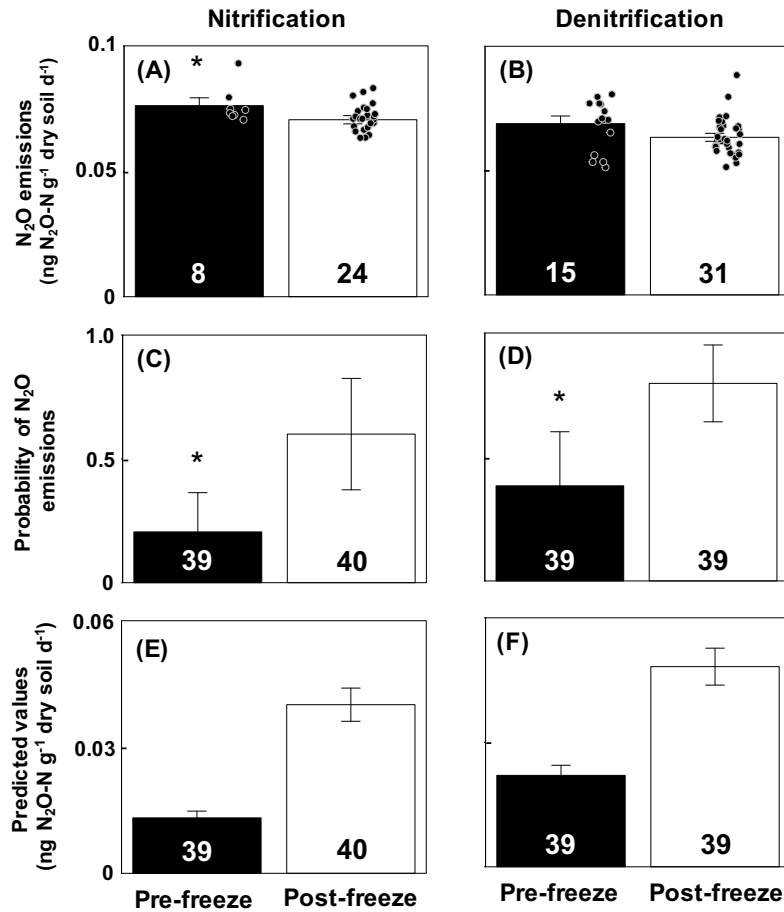 Nitrification
Denitrification
N₂O emissions
(ng N₂O-N g⁻¹ dry soil d⁻¹)
0.1
0.05
0
(A)
*
8
24
(B)
15
31
Probability of N₂O
emissions
1.0
0.5
0
(C)
*
39
40
(D)
*
39
39
Predicted values
(ng N₂O-N g⁻¹ dry soil d⁻¹)
0.06
0.03
0
(E)
39
40
(F)
39
39
Pre-freeze
Post-freeze
Pre-freeze
Post-freeze